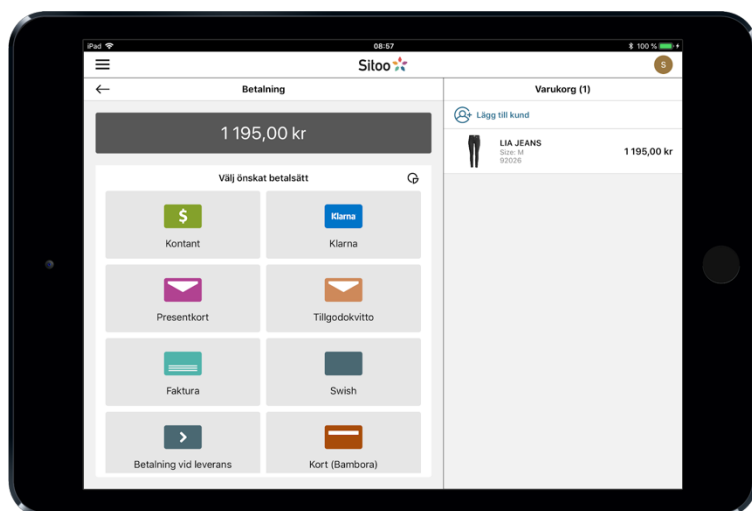 iPad 08:57 100 %
Sitoo S
Betalning
Varukorg (1)
1 195,00 kr
Välj önskat betalsätt
$ Klarna
Kontant Klarna
Presentkort Tillgodokvitto
Faktura Swish
Betalning vid leverans Kort (Bambora)
Lägg till kund
LIA JEANS
Size: M 1 195,00 kr
92026